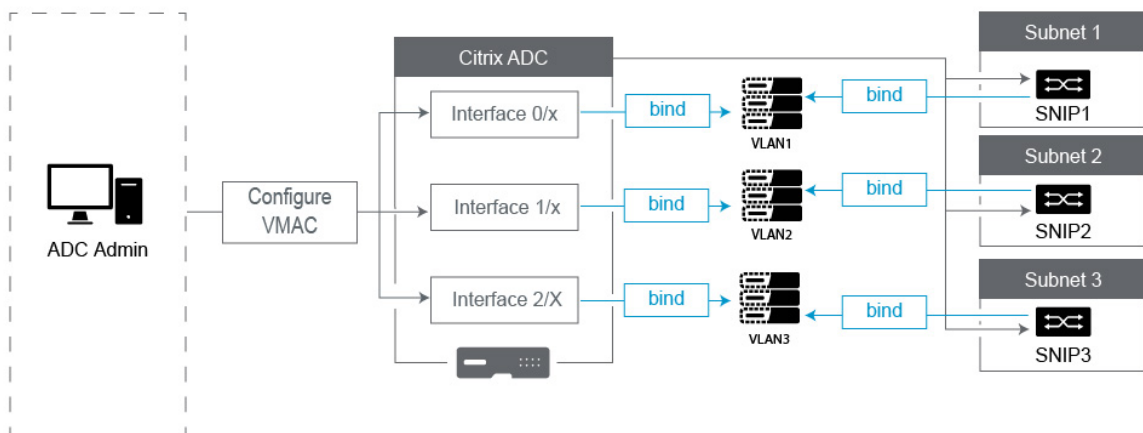 ADC Admin
Configure
VMAC
Citrix ADC
Interface 0/x
Interface 1/x
Interface 2/X
bind
bind
bind
VLAN1
VLAN2
VLAN3
bind
bind
bind
Subnet 1
SNIP1
Subnet 2
SNIP2
Subnet 3
SNIP3